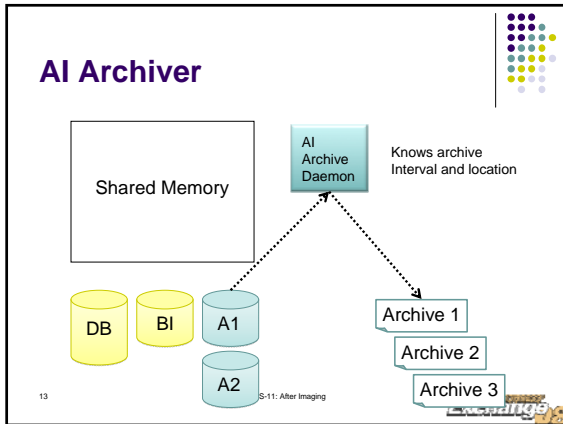 AI Archiver
Shared Memory
AI
Archive
Daemon
Knows archive
Interval and location
DB
BI
A1
A2
Archive 1
Archive 2
Archive 3
13
S-11: After Imaging
Exchange